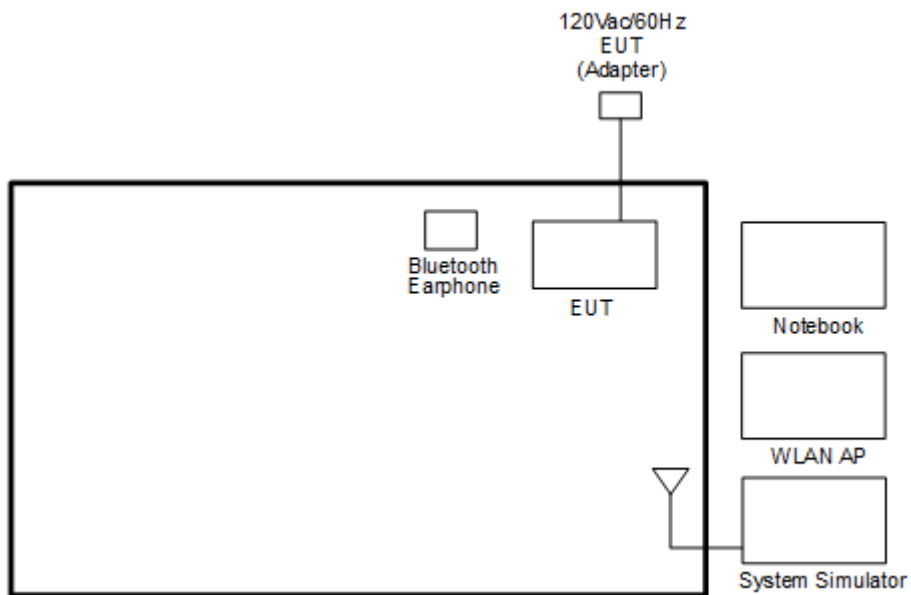 120Vac/60Hz
EUT
(Adapter)
Bluetooth
Earphone
EUT
Notebook
WLAN AP
System Simulator